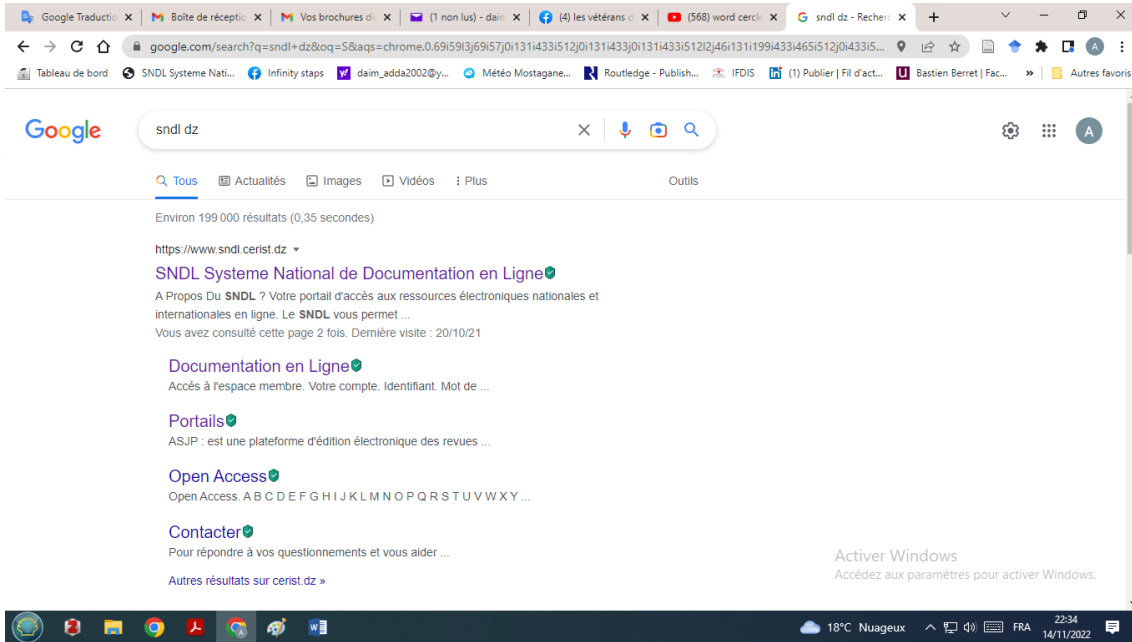 Google Traductio
Boîte de réceptio
Vos brochures di
(1 non lus) - daim
(4) les vétérans d
(568) word cercle
sndl dz - Recherc
google.com/search?q=sndl+dz&oq=S&aqs=chrome.0.69i59l3j69i57j0i131i433i512j0i131i433j0i131i433i512l2j46i131i199i433i465i512j0i433i5...
Tableau de bord
SNDL Systeme Nati...
Infinity staps
daim_adda2002@y...
Météo Mostagane...
Routledge - Publish...
IFDIS
(1) Publier | Fil d'act...
Bastien Berret | Fac...
»
Autres favoris
Google
sndl dz
A
Tous
Actualités
Images
Vidéos
Plus
Outils
Environ 199 000 résultats (0,35 secondes)
https://www.sndl.cerist.dz
SNDL Systeme National de Documentation en Ligne
A Propos Du SNDL ? Votre portail d'accès aux ressources électroniques nationales et
internationales en ligne. Le SNDL vous permet ...
Vous avez consulté cette page 2 fois. Dernière visite : 20/10/21
Documentation en Ligne
Accés à l'espace membre. Votre compte. Identifiant. Mot de ...
Portails
ASJP : est une plateforme d'édition électronique des revues ...
Open Access
Open Access. A B C D E F G H I J K L M N O P Q R S T U V W X Y ...
Contacter
Pour répondre à vos questionnements et vous aider ...
Autres résultats sur cerist.dz »
Activer Windows
Accédez aux paramètres pour activer Windows.
18°C Nuageux
FRA
22:34
14/11/2022